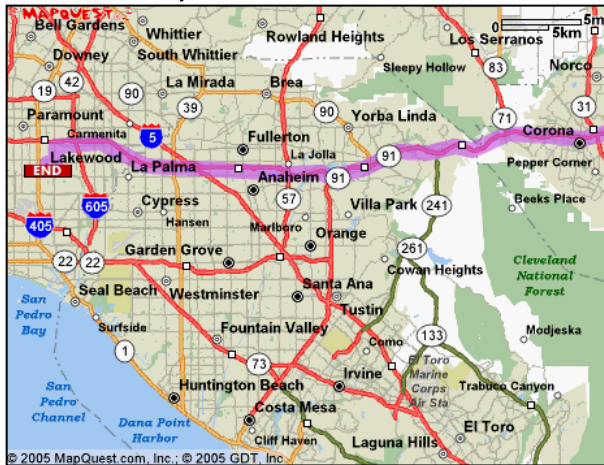 MAPQUEST
5m
5km
Bell Gardens
Whittier
Rowland Heights
Los Serranos
South Whittier
Downey
Sleepy Hollow
83
Norco
42
19
90
La Mirada
Brea
39
90
71
31
Paramount
Yorba Linda
Corona
Carmenita
5
Fullerton
91
Lakewood
La Palma
La Jolla
Pepper Corner
END
Anaheim
91
57
241
Beeks Place
605
Cypress
Hansen
Villa Park
405
Marlboro
Orange
261
22
22
Garden Grove
Cowan Heights
Cleveland
National
Forest
San
Pedro
Bay
Seal Beach
Westminster
Santa Ana
Tustin
Surfside
Fountain Valley
133
Modjeska
1
Como
73
El Toro
Marine
Corps
Air Sta
Irvine
Trabuco Canyon
San
Pedro
Channel
Huntington Beach
Costa Mesa
Dana Point
Harbor
El Toro
Cliff Haven
Laguna Hills
© 2005 MapQuest.com, Inc.; © 2005 GDT, Inc